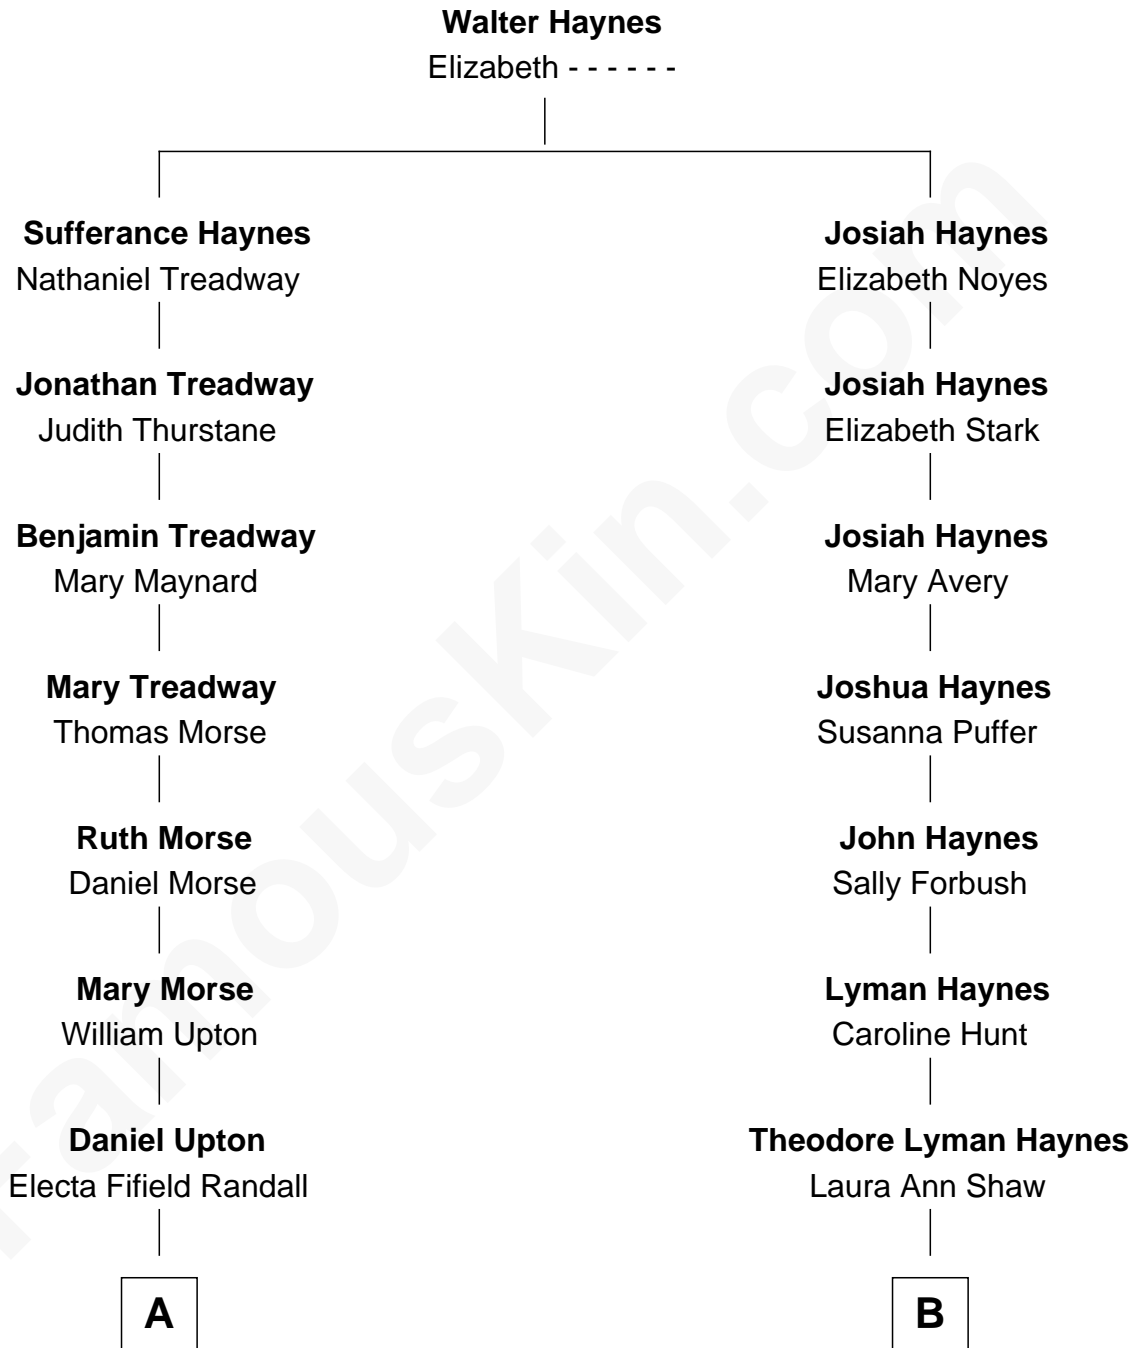 Walter Haynes
Elizabeth - - - - - -
Sufferance Haynes
Nathaniel Treadway
Jonathan Treadway
Judith Thurstane
Benjamin Treadway
Mary Maynard
Mary Treadway
Thomas Morse
Ruth Morse
Daniel Morse
Mary Morse
William Upton
Daniel Upton
Electa Fifield Randall
A
Josiah Haynes
Elizabeth Noyes
Josiah Haynes
Elizabeth Stark
Josiah Haynes
Mary Avery
Joshua Haynes
Susanna Puffer
John Haynes
Sally Forbush
Lyman Haynes
Caroline Hunt
Theodore Lyman Haynes
Laura Ann Shaw
B
FamousKin.com